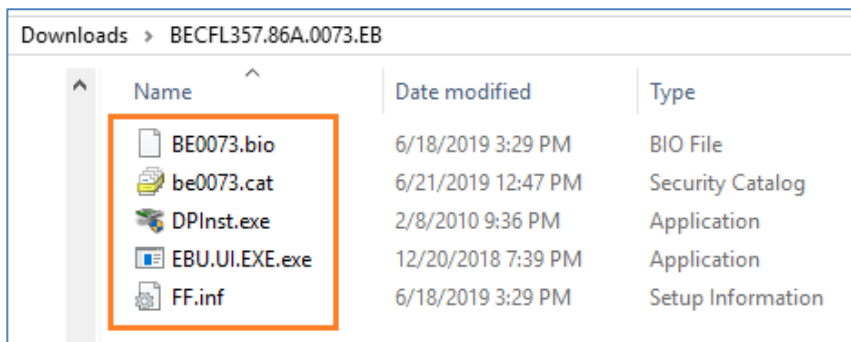 Downloads > BECFL357.86A.0073.EB
Name Date modified Type
BE0073.bio 6/18/2019 3:29 PM BIO File
be0073.cat 6/21/2019 12:47 PM Security Catalog
DPInst.exe 2/8/2010 9:36 PM Application
EBU.UI.EXE.exe 12/20/2018 7:39 PM Application
FF.inf 6/18/2019 3:29 PM Setup Information